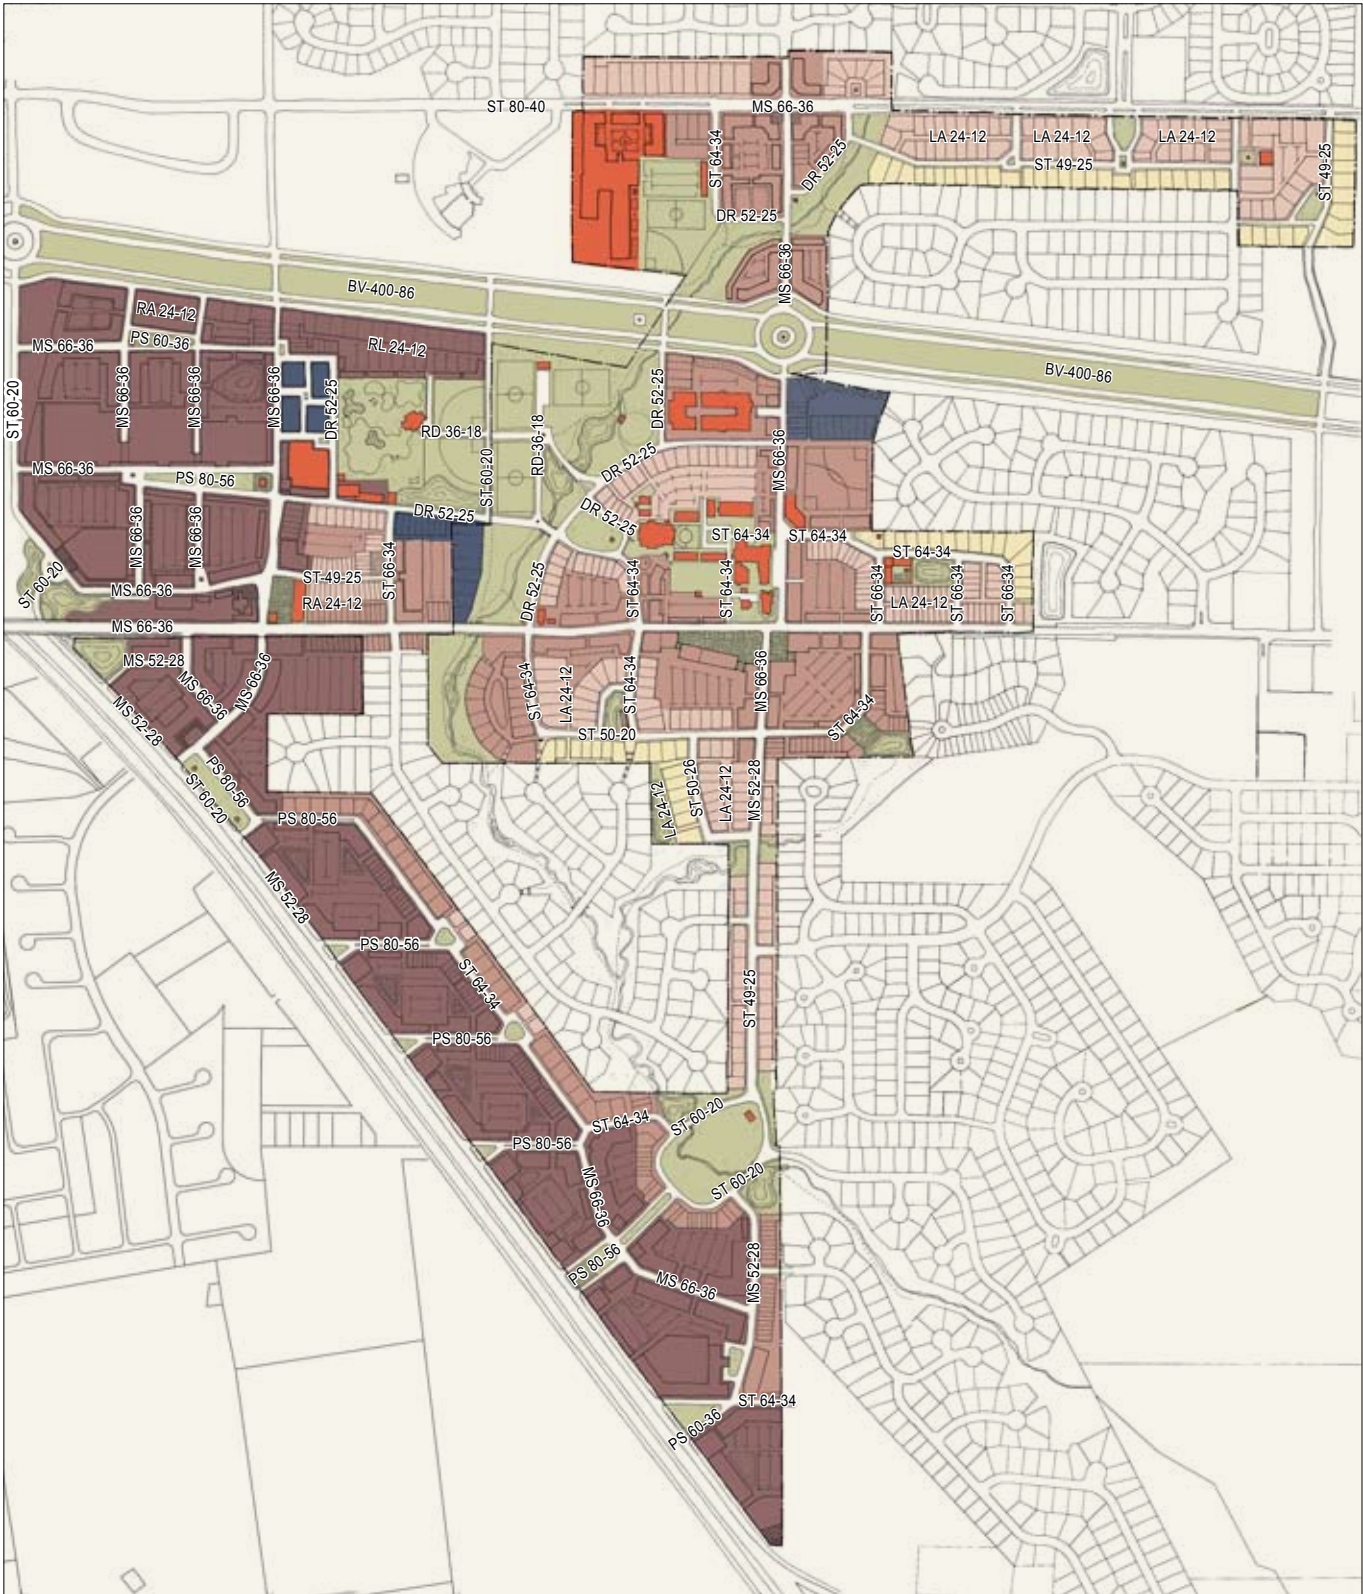 ST 80-40
MS 66-36
LA 24-12
LA 24-12
LA 24-12
ST 64-34
DR 52-25
ST 49-25
ST 49-25
DR 52-25
MS 66-36
BV-400-86
RA 24-12
PS 60-36
MS 66-36
RL 24-12
BV-400-86
ST 60-20
MS 66-36
MS 66-36
MS 66-36
DR 52-25
DR 52-25
RD 36-18
RD-36-18
MS 66-36
MS 66-36
PS 80-56
ST 60-20
DR 52-25
DR 52-25
DR 52-25
MS 66-36
MS 66-36
ST 64-34
ST 64-34
ST 64-34
ST-49-25
ST 66-34
DR 52-25
ST 64-34
ST 64-34
ST 66-34
ST 66-34
ST 66-34
ST 60-20
MS 66-36
RA 24-12
LA 24-12
MS 66-36
MS 52-28
MS 66-36
MS 66-36
MS 52-28
ST 64-34
LA 24-12
ST 64-34
MS 66-36
ST 64-34
ST 50-20
PS 80-56
ST 60-20
LA 24-12
ST 50-26
LA 24-12
MS 52-28
PS 80-56
MS 52-28
PS 80-56
ST 64-34
ST 49-25
PS 80-56
ST 64-34
ST 60-20
PS 80-56
MS 66-36
ST 60-20
PS 80-56
MS 66-36
MS 52-28
ST 64-34
PS 60-36